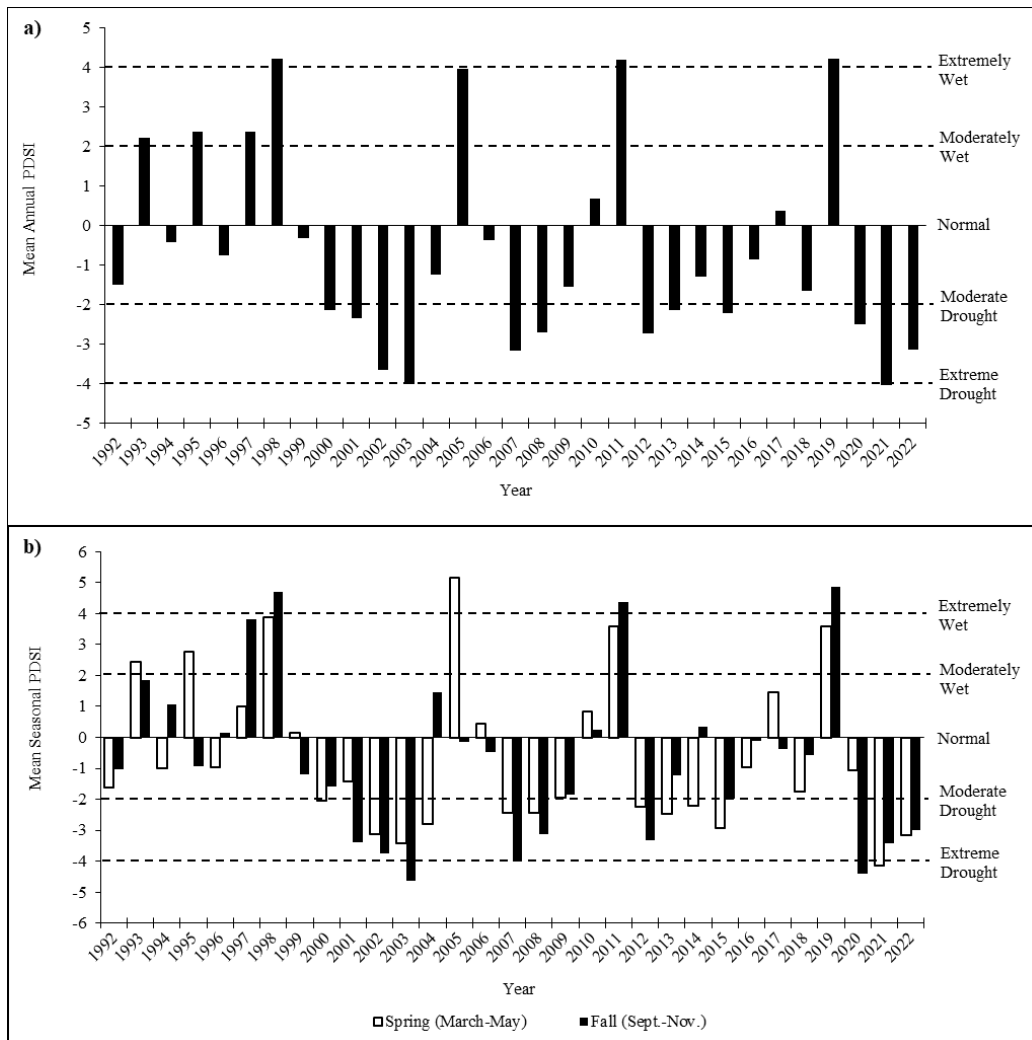 a)
5
4
3
2
1
0
-1
-2
-3
-4
-5
Mean Annual PDSI
Extremely
Wet
Moderately
Wet
Normal
Moderate
Drought
Extreme
Drought
1992 1993 1994 1995 1996 1997 1998 1999 2000 2001 2002 2003 2004 2005 2006 2007 2008 2009 2010 2011 2012 2013 2014 2015 2016 2017 2018 2019 2020 2021 2022
Year
b)
6
5
4
3
2
1
0
-1
-2
-3
-4
-5
-6
Mean Seasonal PDSI
Extremely
Wet
Moderately
Wet
Normal
Moderate
Drought
Extreme
Drought
1992 1993 1994 1995 1996 1997 1998 1999 2000 2001 2002 2003 2004 2005 2006 2007 2008 2009 2010 2011 2012 2013 2014 2015 2016 2017 2018 2019 2020 2021 2022
Year
Spring (March-May) Fall (Sept.-Nov.)